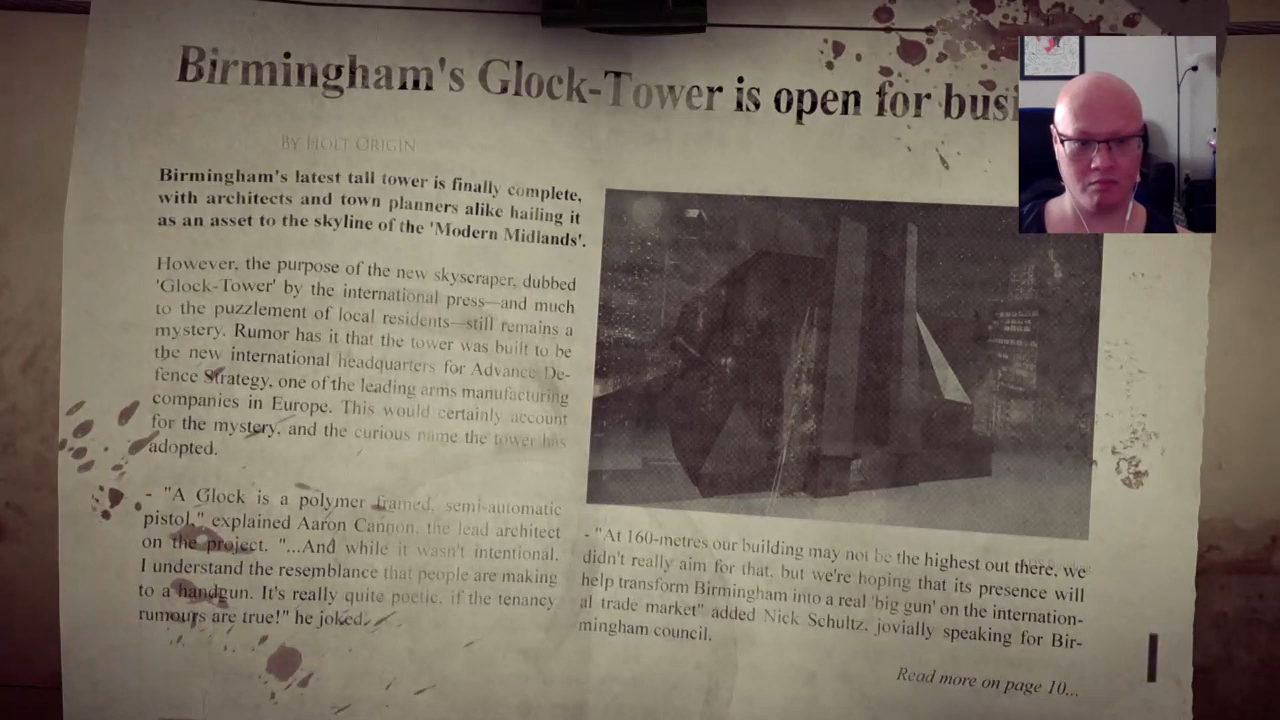 Birmingham's Glock-Tower is open for busi
BY HOLT ORIGIN
Birmingham's latest tall tower is finally complete,
with architects and town planners alike hailing it
as an asset to the skyline of the 'Modern Midlands'.
However, the purpose of the new skyscraper, dubbed
'Glock-Tower' by the international press—and much
to the puzzlement of local residents—still remains a
mystery. Rumor has it that the tower was built to be
the new international headquarters for Advance De-
fence Strategy, one of the leading arms manufacturing
companies in Europe. This would certainly account
for the mystery, and the curious name the tower has
adopted.
- "A Glock is a polymer framed, semi-automatic
pistol," explained Aaron Cannon, the lead architect
on the project. "...And while it wasn't intentional,
I understand the resemblance that people are making
to a handgun. It's really quite poetic, if the tenancy
rumours are true!" he joked.
- "At 160-metres our building may not be the highest out there, we
didn't really aim for that, but we're hoping that its presence will
help transform Birmingham into a real 'big gun' on the internation-
al trade market" added Nick Schultz, jovially speaking for Bir-
mingham council.
Read more on page 10...